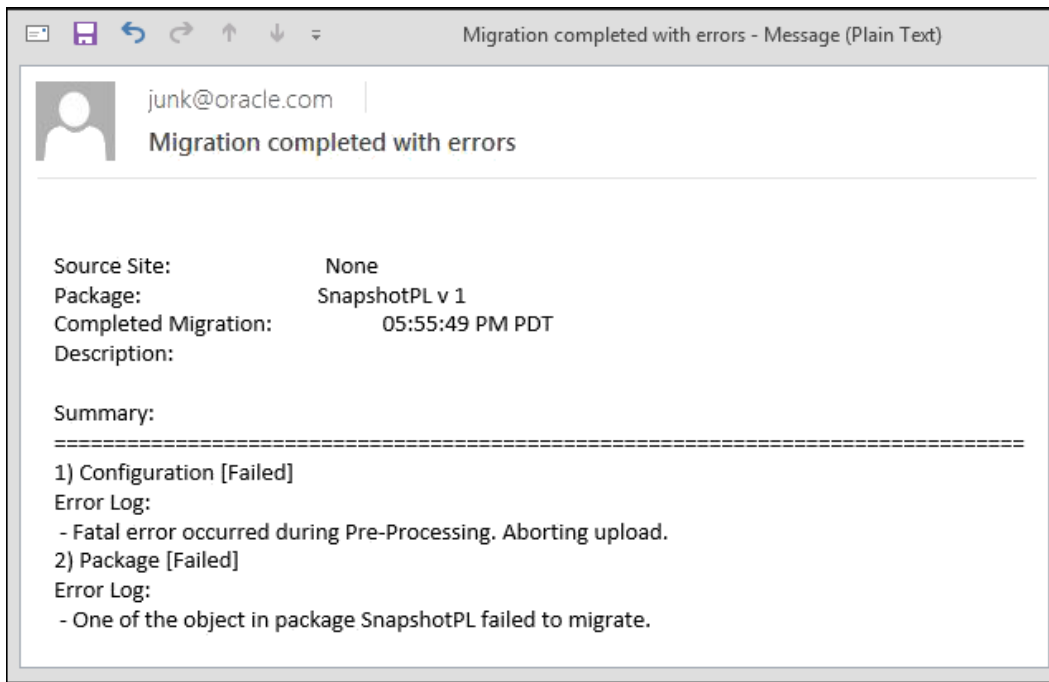 Migration completed with errors - Message (Plain Text)
junk@oracle.com
Migration completed with errors
Source Site: None
Package: SnapshotPL v 1
Completed Migration: 05:55:49 PM PDT
Description:
Summary:
================================================================================
1) Configuration [Failed]
Error Log:
- Fatal error occurred during Pre-Processing. Aborting upload.
2) Package [Failed]
Error Log:
- One of the object in package SnapshotPL failed to migrate.